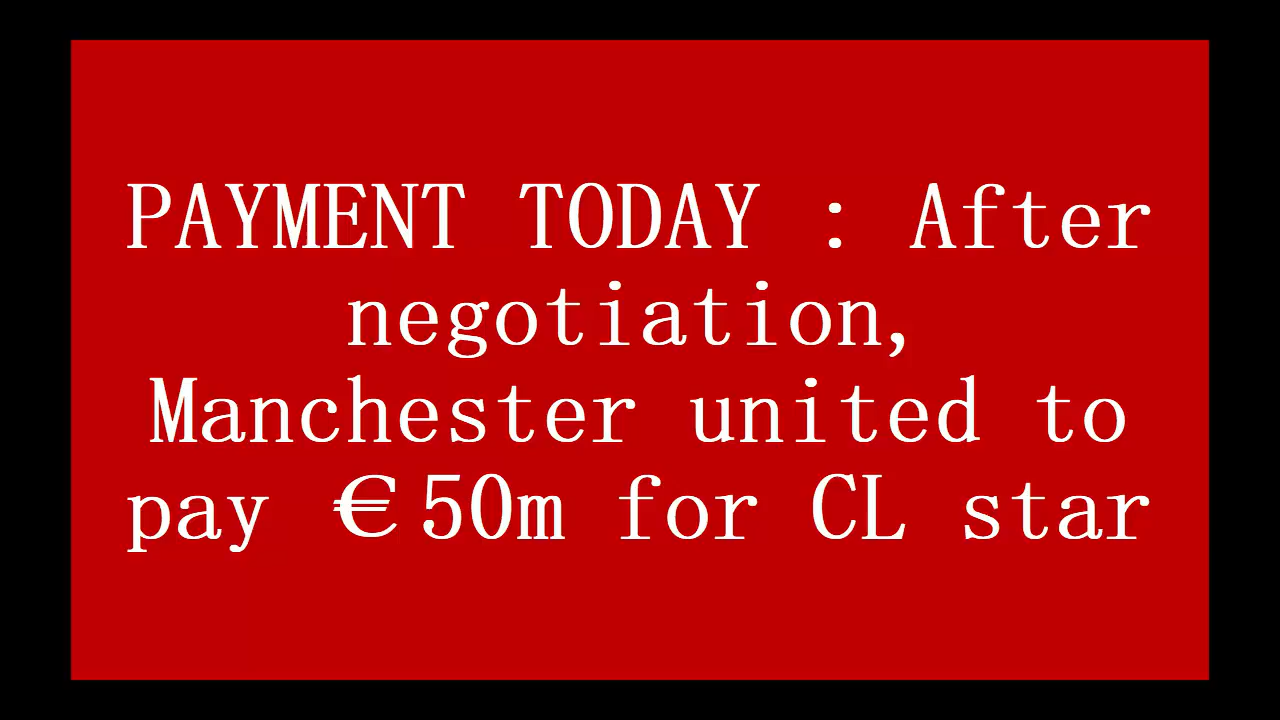 PAYMENT TODAY : After
negotiation,
Manchester united to
pay €50m for CL star